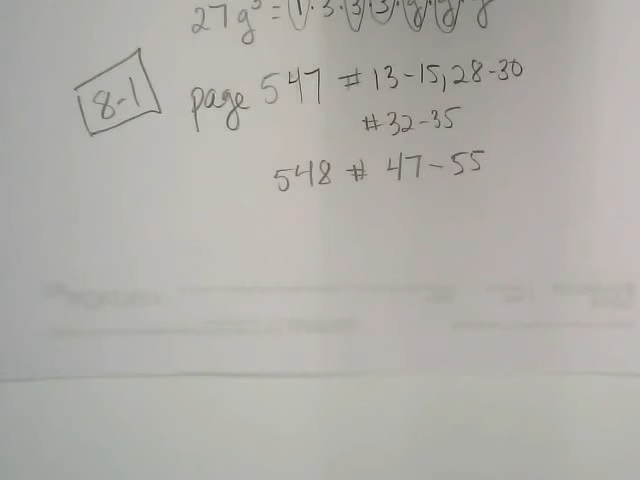 27g³ = 1·3·3·3·g·g·g
8-1
page 547 # 13-15, 28-30
# 32-35
548 # 47-55